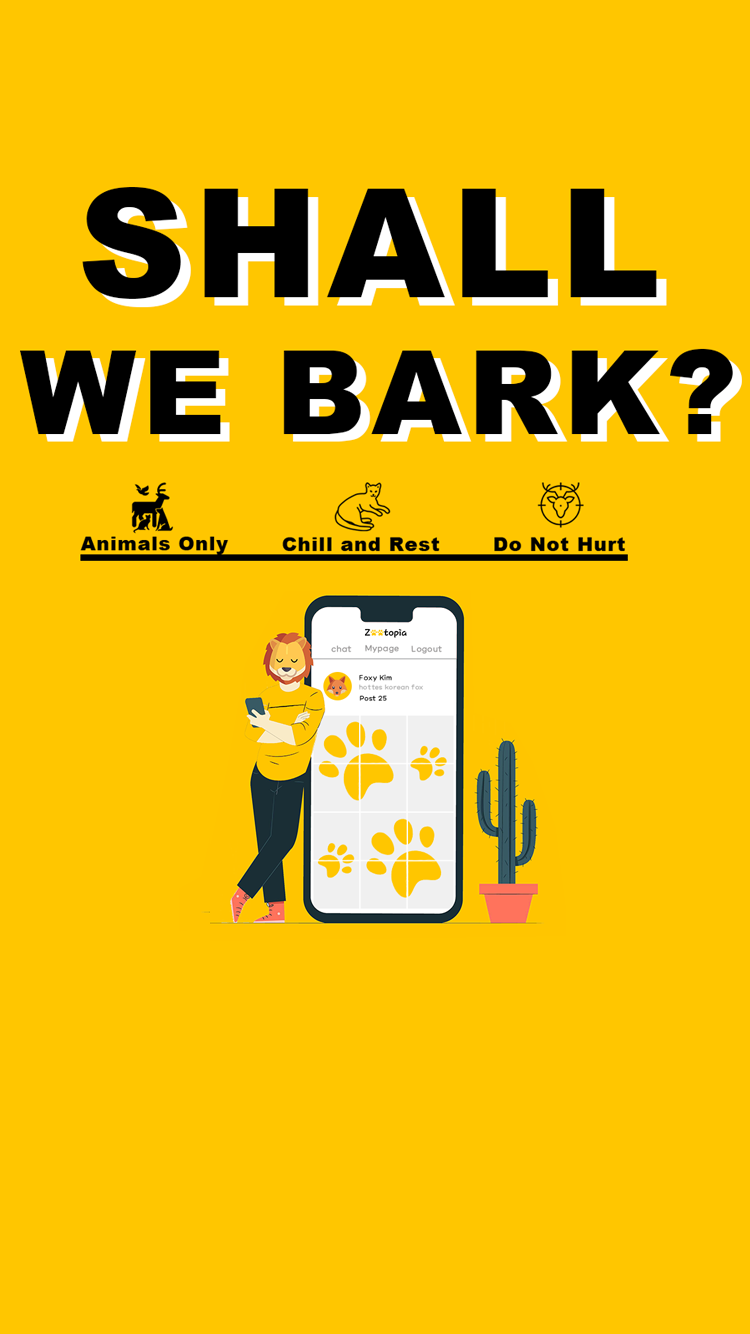 SHALL
WE BARK?
Animals Only Chill and Rest Do Not Hurt
Zootopia
chat Mypage Logout
Foxy Kim
hottes korean fox
Post 25